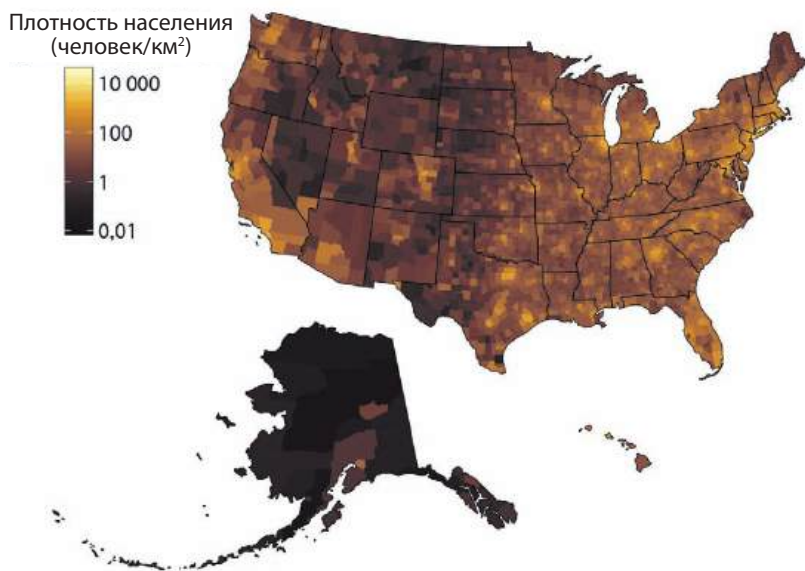 Плотность населения
(человек/км²)
10 000
100
1
0,01